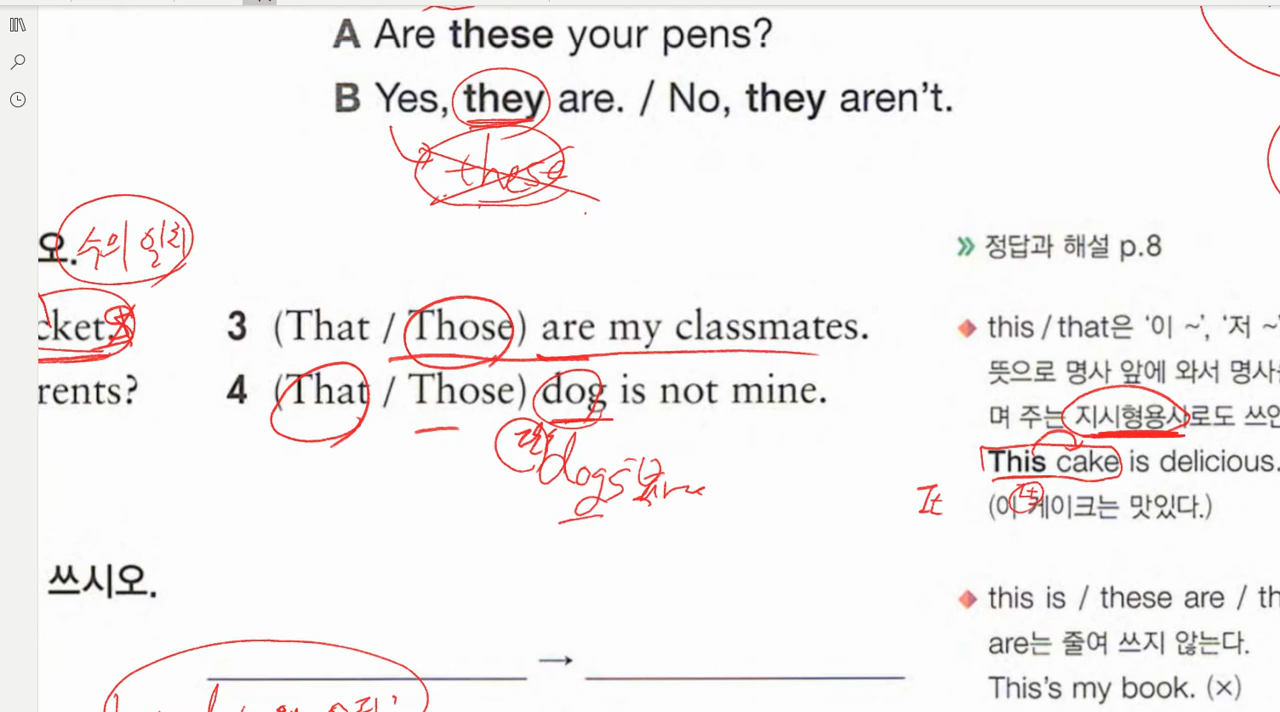 A Are these your pens?
B Yes, they are. / No, they aren't.
these
오. 수의 일치
» 정답과 해설 p.8
cket.
3 (That / Those) are my classmates.
rents?
4 (That / Those) dog is not mine.
dogs
this / that은 '이 ~', '저 ~'
뜻으로 명사 앞에 와서 명사
며 주는 지시형용사로도 쓰인
This cake is delicious.
It
(이 케이크는 맛있다.)
쓰시오.
this is / these are / th
are는 줄여 쓰지 않는다.
This's my book. (×)